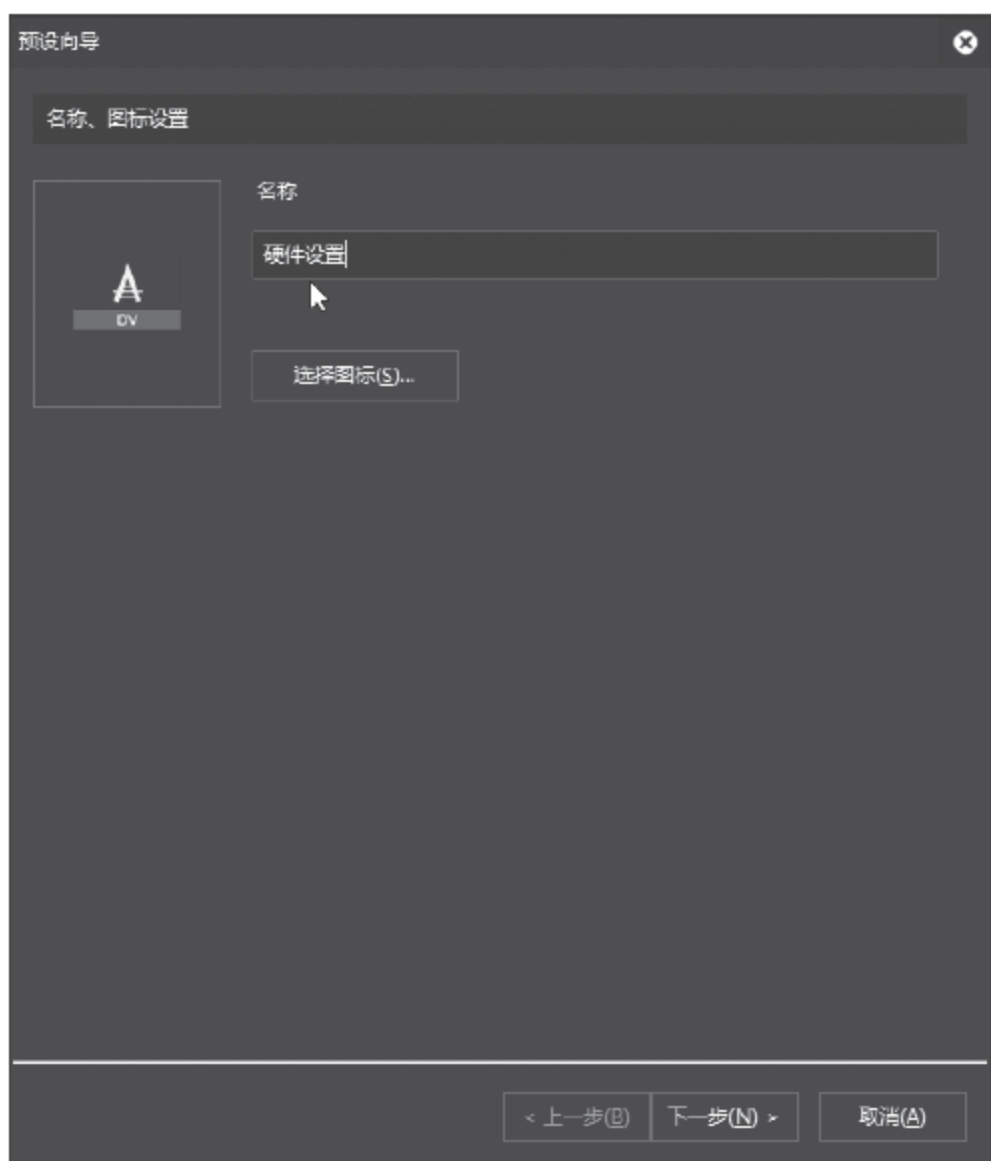 预设向导
名称、图标设置
名称
硬件设置
A
DV
选择图标(S)...
< 上一步(B)
下一步(N) >
取消(A)